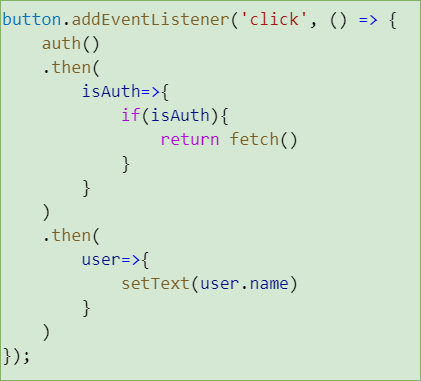 button.addEventListener('click', () => {
    auth()
    .then(
        isAuth=>{
            if(isAuth){
                return fetch()
            }
        }
    )
    .then(
        user=>{
            setText(user.name)
        }
    )
});